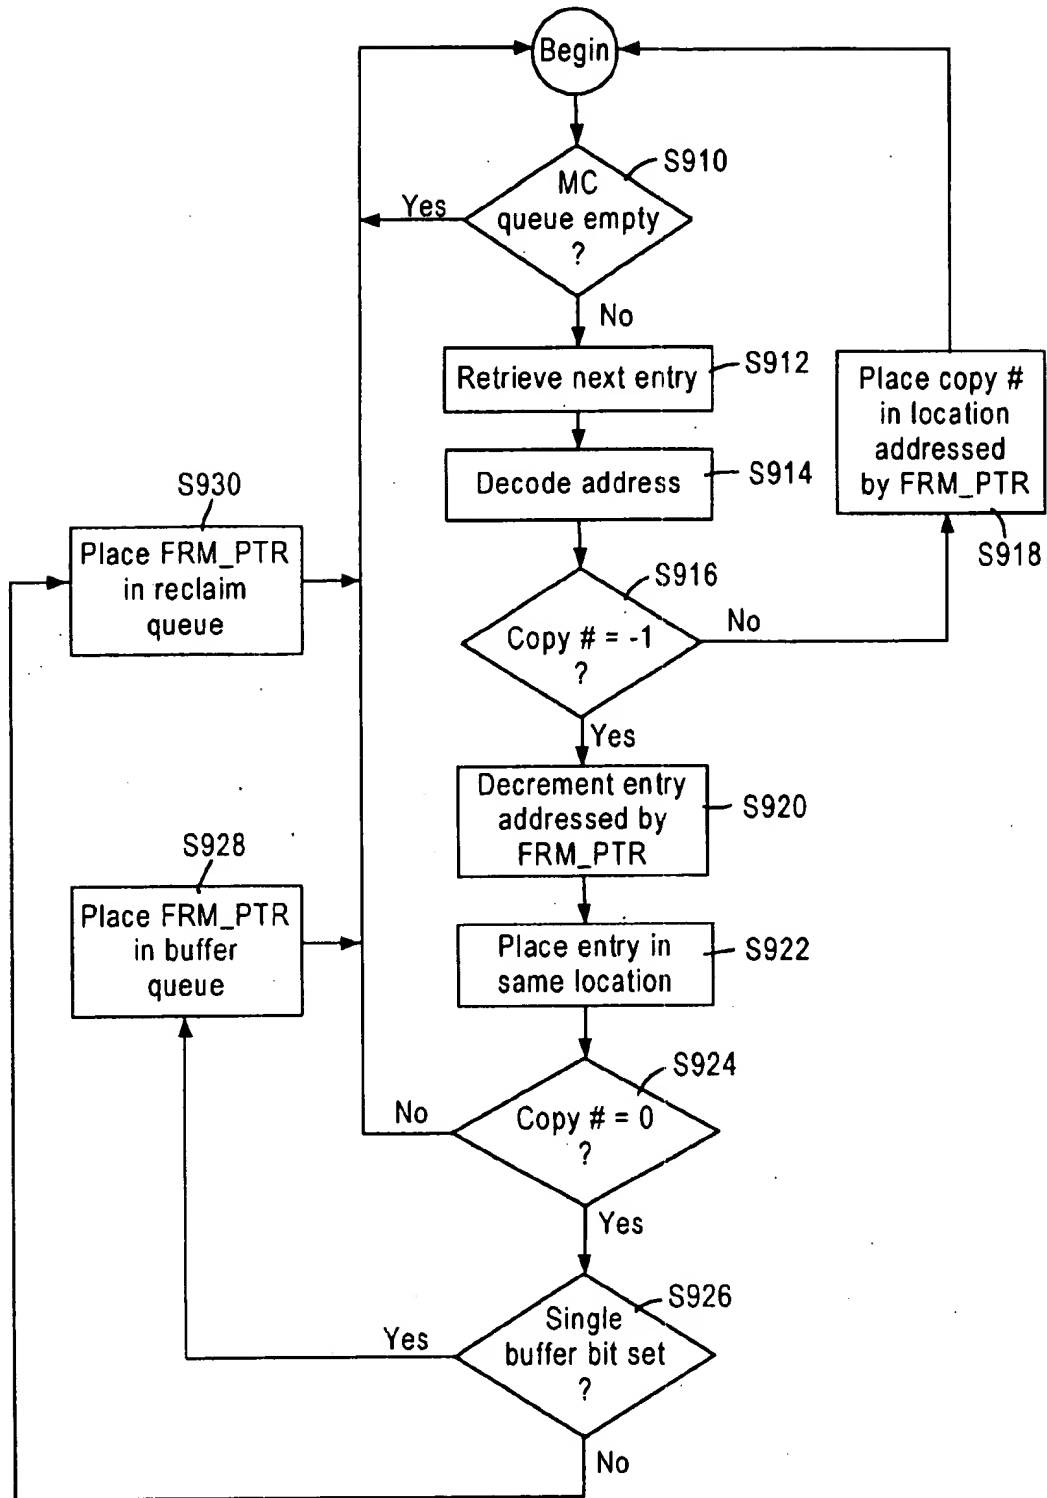 Begin
S910
MC
queue empty
?
Yes
No
Retrieve next entry
S912
Place copy #
in location
addressed
by FRM_PTR
S918
Decode address
S914
S930
Place FRM_PTR
in reclaim
queue
S916
Copy # = -1
?
No
Yes
Decrement entry
addressed by
FRM_PTR
S920
S928
Place FRM_PTR
in buffer
queue
Place entry in
same location
S922
S924
Copy # = 0
?
No
Yes
S926
Single
buffer bit set
?
Yes
No